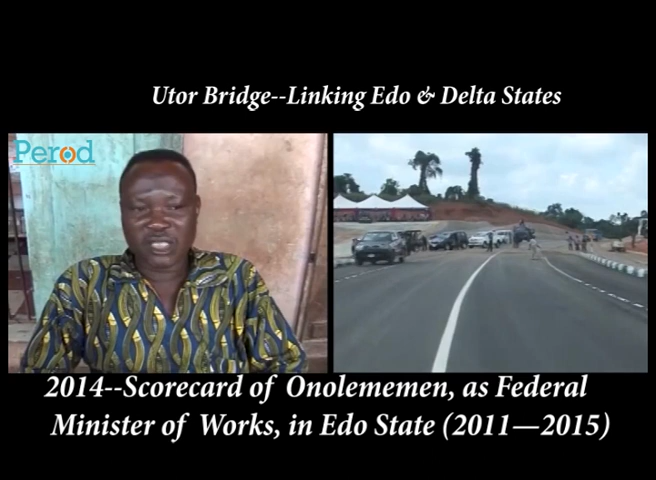 Utor Bridge--Linking Edo & Delta States
Perod
2014--Scorecard of Onolememen, as Federal
Minister of Works, in Edo State (2011—2015)